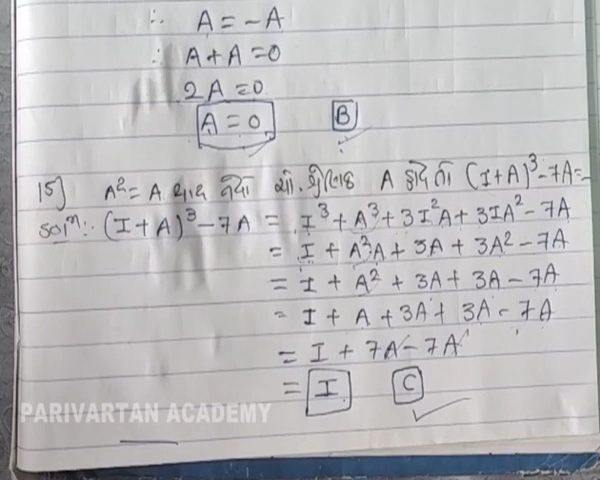 ∴ A = -A
∴ A + A = 0
2A = 0
A = 0 B
15] A² = A થાય તેવો ચો. શ્રેણિક A હોય તો (I+A)³-7A=-
Solⁿ:- (I+A)³-7A = I³ + A³ + 3I²A + 3IA² - 7A
= I + A²A + 3A + 3A² - 7A
= I + A² + 3A + 3A - 7A
= I + A + 3A + 3A - 7A
= I + 7A - 7A
= I C
PARIVARTAN ACADEMY